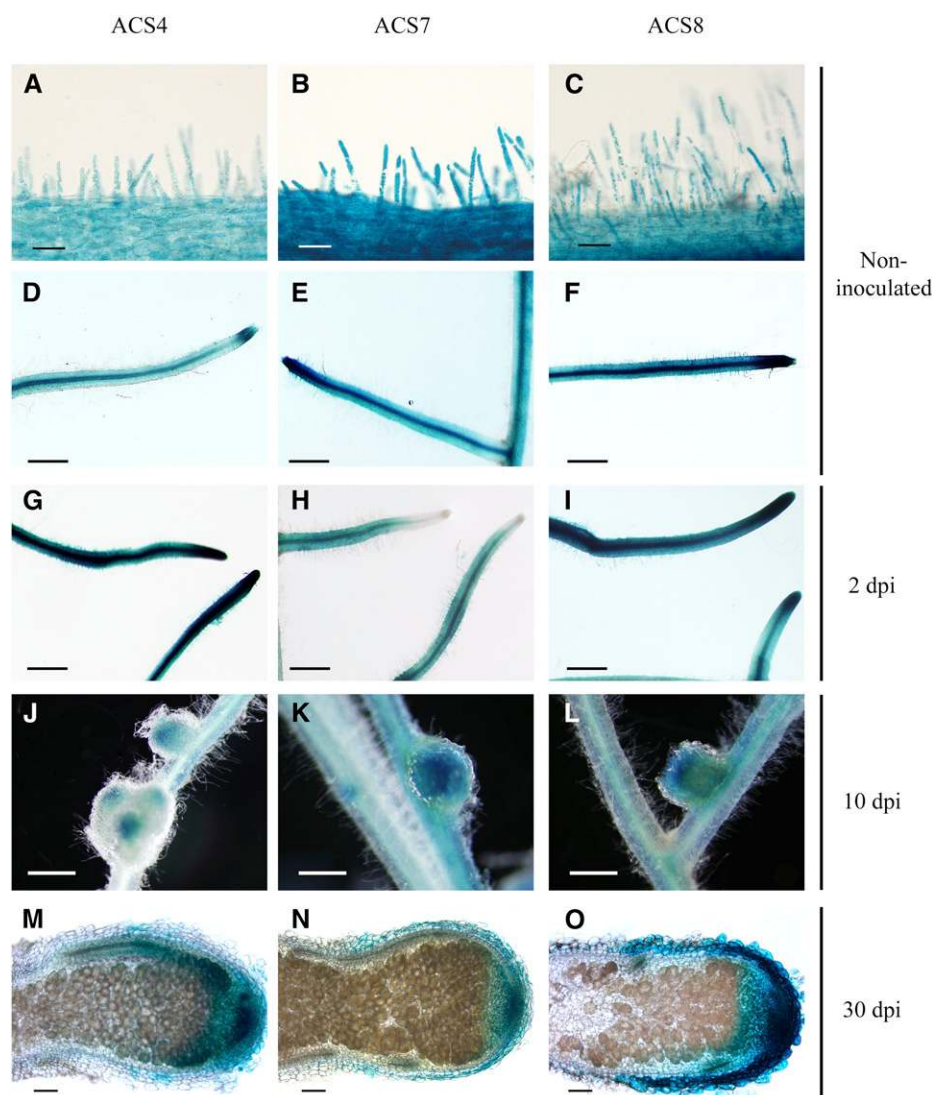 ACS4 ACS7 ACS8
A B C
Non-
inoculated
D E F
G H I
2 dpi
J K L
10 dpi
M N O
30 dpi